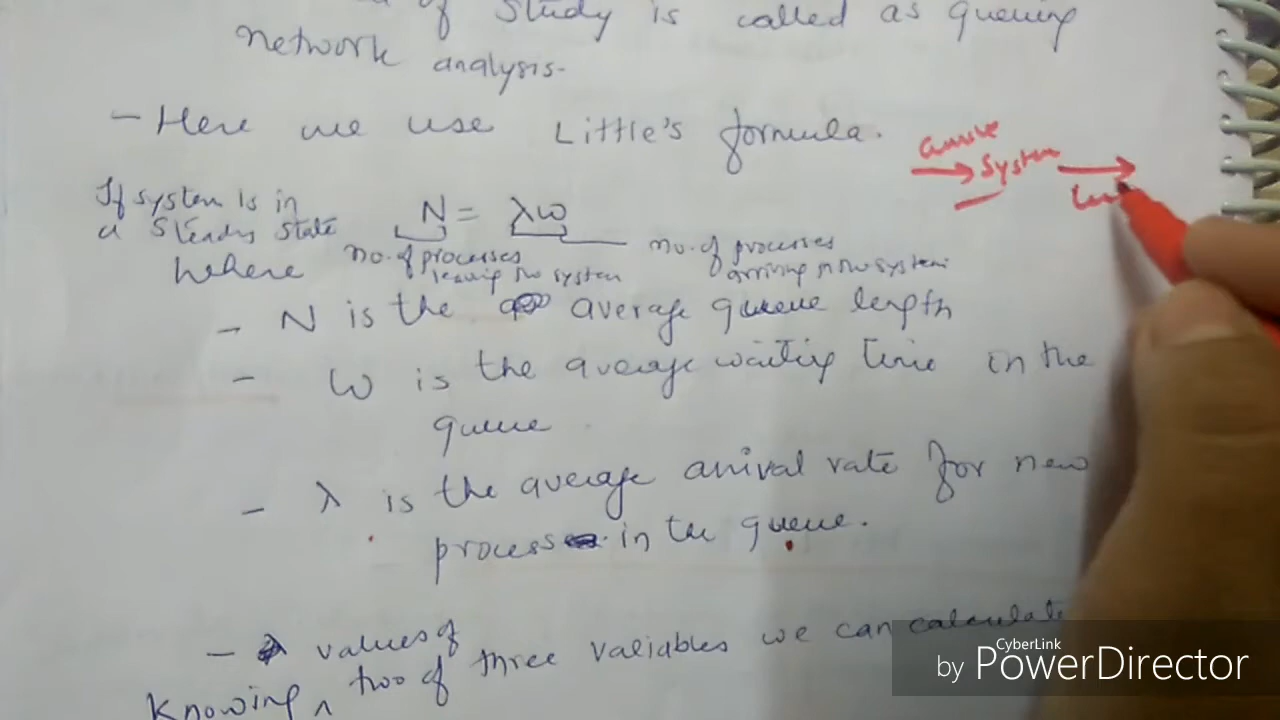 of Study is called as queuing
network analysis-
- Here we use Little's formula.
arrive
System
If system is in
a Steady state
N = λω
no. of processes
leaving the system
no. of processes
arriving in the system
where
- N is the average queue length
- ω is the average waiting time in the
queue
- λ is the average arrival rate for new
process in the queue.
- values of
Knowing ^ two of three variables we can calculate
CyberLink
by PowerDirector